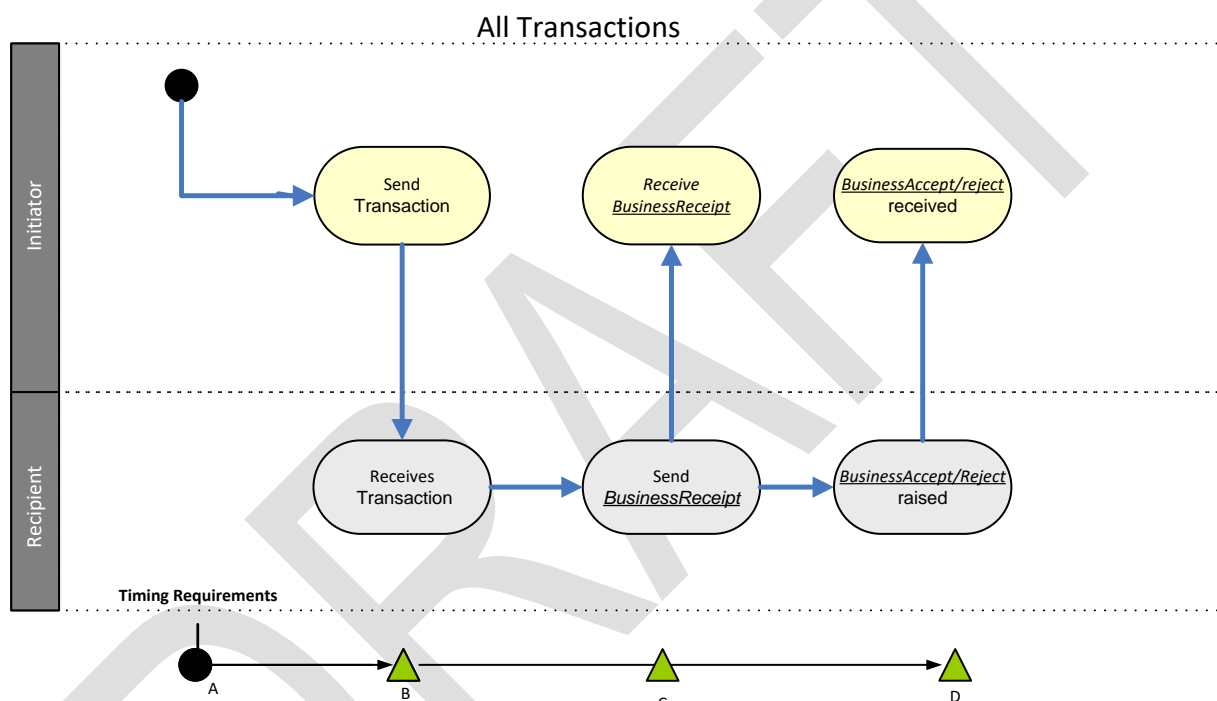 All Transactions
Initiator
Send
Transaction
Receive
BusinessReceipt
BusinessAccept/reject
received
Recipient
Receives
Transaction
Send
BusinessReceipt
BusinessAccept/Reject
raised
Timing Requirements
A
B
C
D
DRAFT